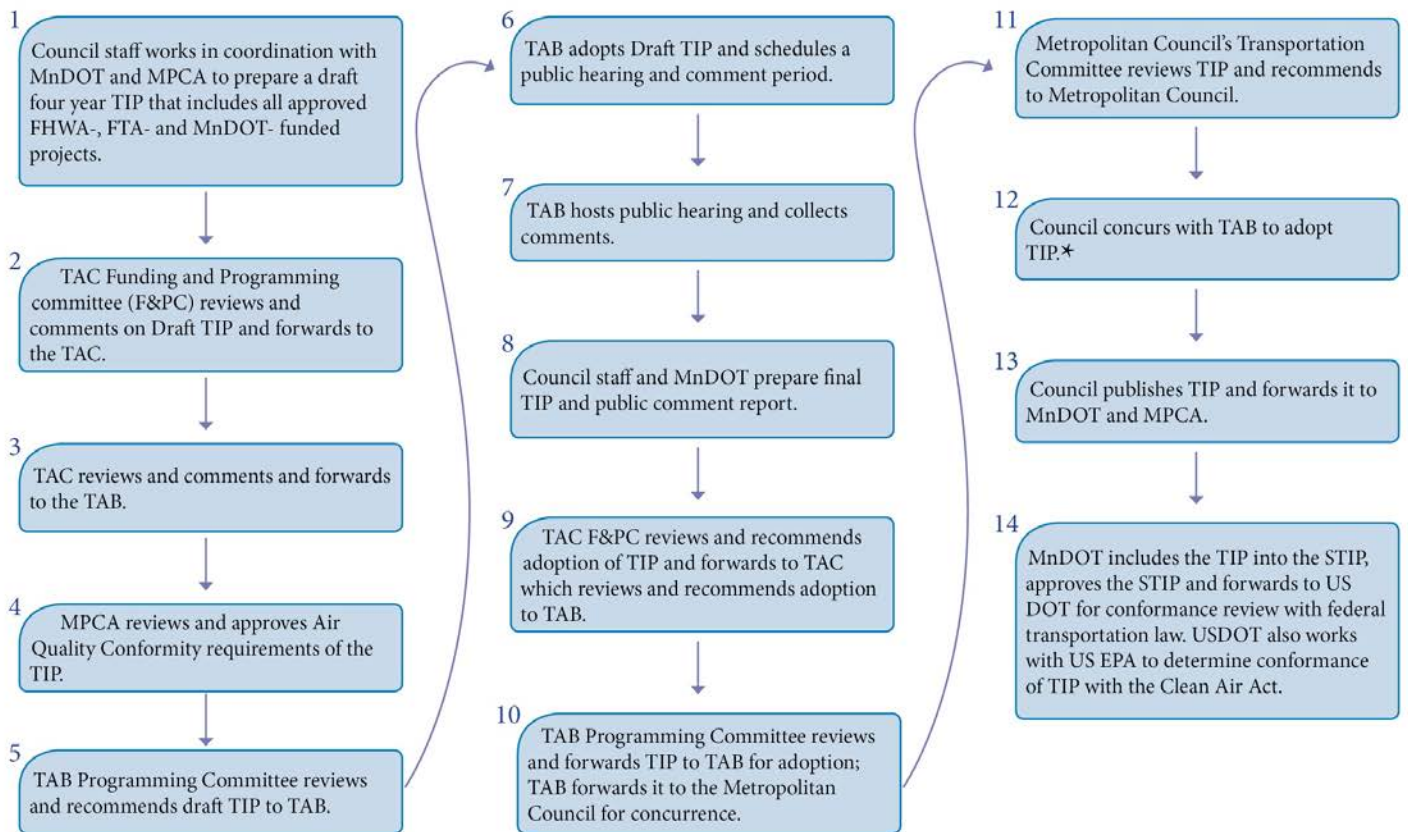 1
Council staff works in coordination with
MnDOT and MPCA to prepare a draft
four year TIP that includes all approved
FHWA-, FTA- and MnDOT- funded
projects.
2
TAC Funding and Programming
committee (F&PC) reviews and
comments on Draft TIP and forwards to
the TAC.
3
TAC reviews and comments and forwards
to the TAB.
4
MPCA reviews and approves Air
Quality Conformity requirements of the
TIP.
5
TAB Programming Committee reviews
and recommends draft TIP to TAB.
6
TAB adopts Draft TIP and schedules a
public hearing and comment period.
7
TAB hosts public hearing and collects
comments.
8
Council staff and MnDOT prepare final
TIP and public comment report.
9
TAC F&PC reviews and recommends
adoption of TIP and forwards to TAC
which reviews and recommends adoption
to TAB.
10
TAB Programming Committee reviews
and forwards TIP to TAB for adoption;
TAB forwards it to the Metropolitan
Council for concurrence.
11
Metropolitan Council’s Transportation
Committee reviews TIP and recommends
to Metropolitan Council.
12
Council concurs with TAB to adopt
TIP.*
13
Council publishes TIP and forwards it to
MnDOT and MPCA.
14
MnDOT includes the TIP into the STIP,
approves the STIP and forwards to US
DOT for conformance review with federal
transportation law. USDOT also works
with US EPA to determine conformance
of TIP with the Clean Air Act.